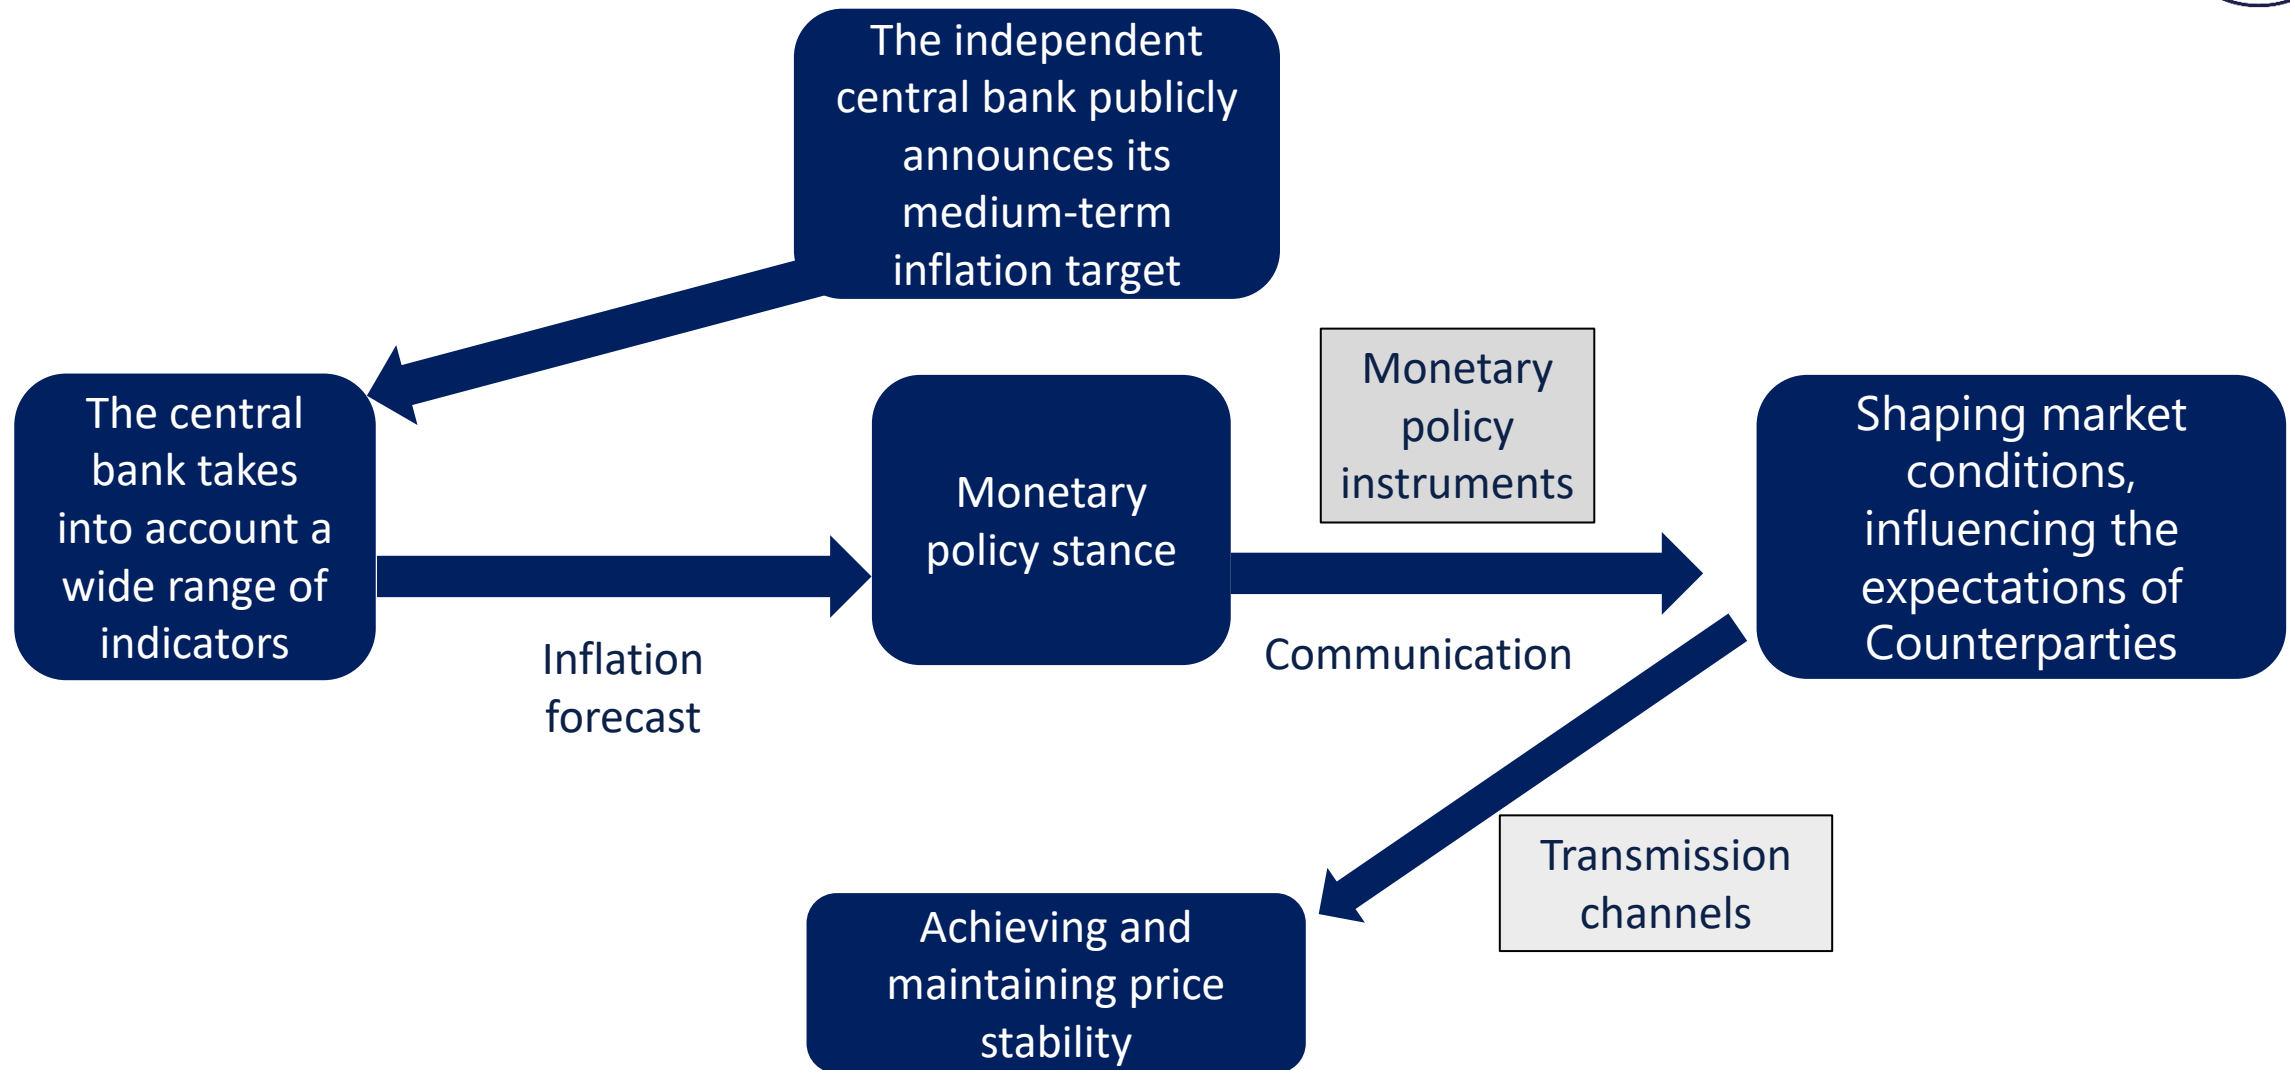 The independent
central bank publicly
announces its
medium-term
inflation target
The central
bank takes
into account a
wide range of
indicators
Inflation
forecast
Monetary
policy stance
Monetary
policy
instruments
Communication
Shaping market
conditions,
influencing the
expectations of
Counterparties
Transmission
channels
Achieving and
maintaining price
stability